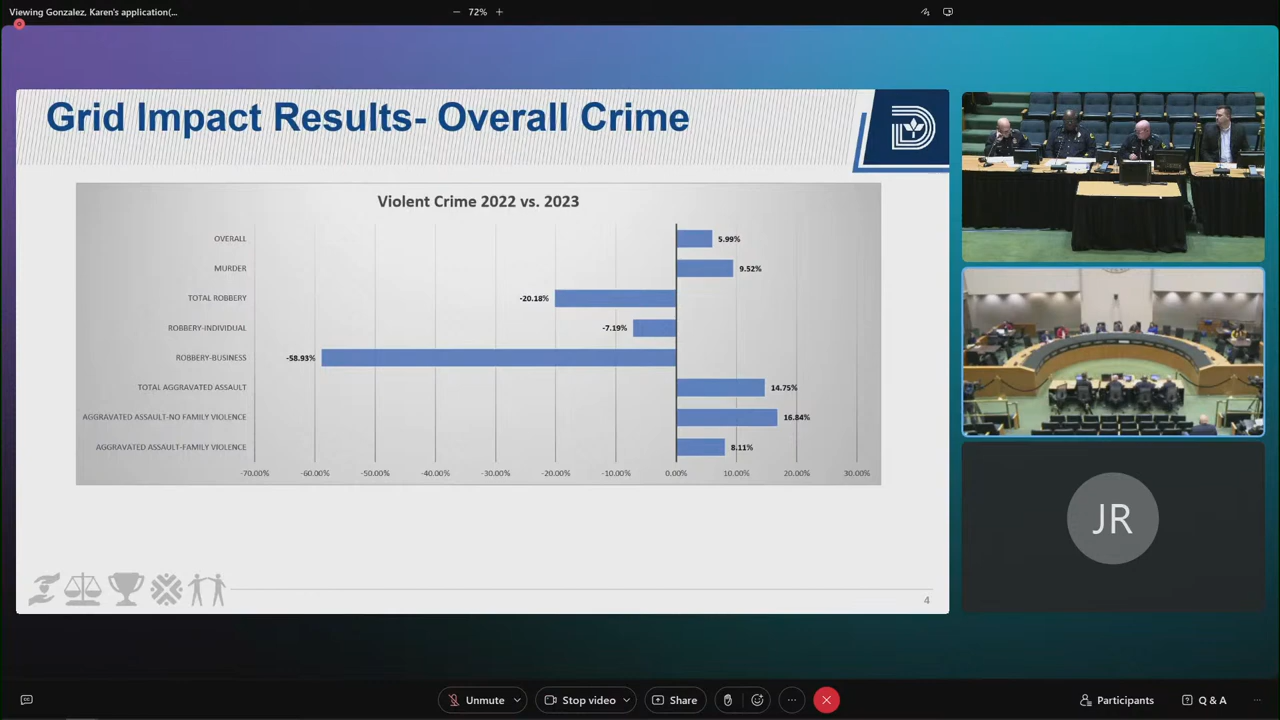 Viewing Gonzalez, Karen's application(...
72%
Grid Impact Results- Overall Crime
Violent Crime 2022 vs. 2023
OVERALL 5.99%
MURDER 9.52%
TOTAL ROBBERY -20.18%
ROBBERY-INDIVIDUAL -7.19%
ROBBERY-BUSINESS -58.93%
TOTAL AGGRAVATED ASSAULT 14.75%
AGGRAVATED ASSAULT-NO FAMILY VIOLENCE 16.84%
AGGRAVATED ASSAULT-FAMILY VIOLENCE 8.11%
-70.00% -60.00% -50.00% -40.00% -30.00% -20.00% -10.00% 0.00% 10.00% 20.00% 30.00%
4
JR
Unmute Stop video Share Participants Q & A